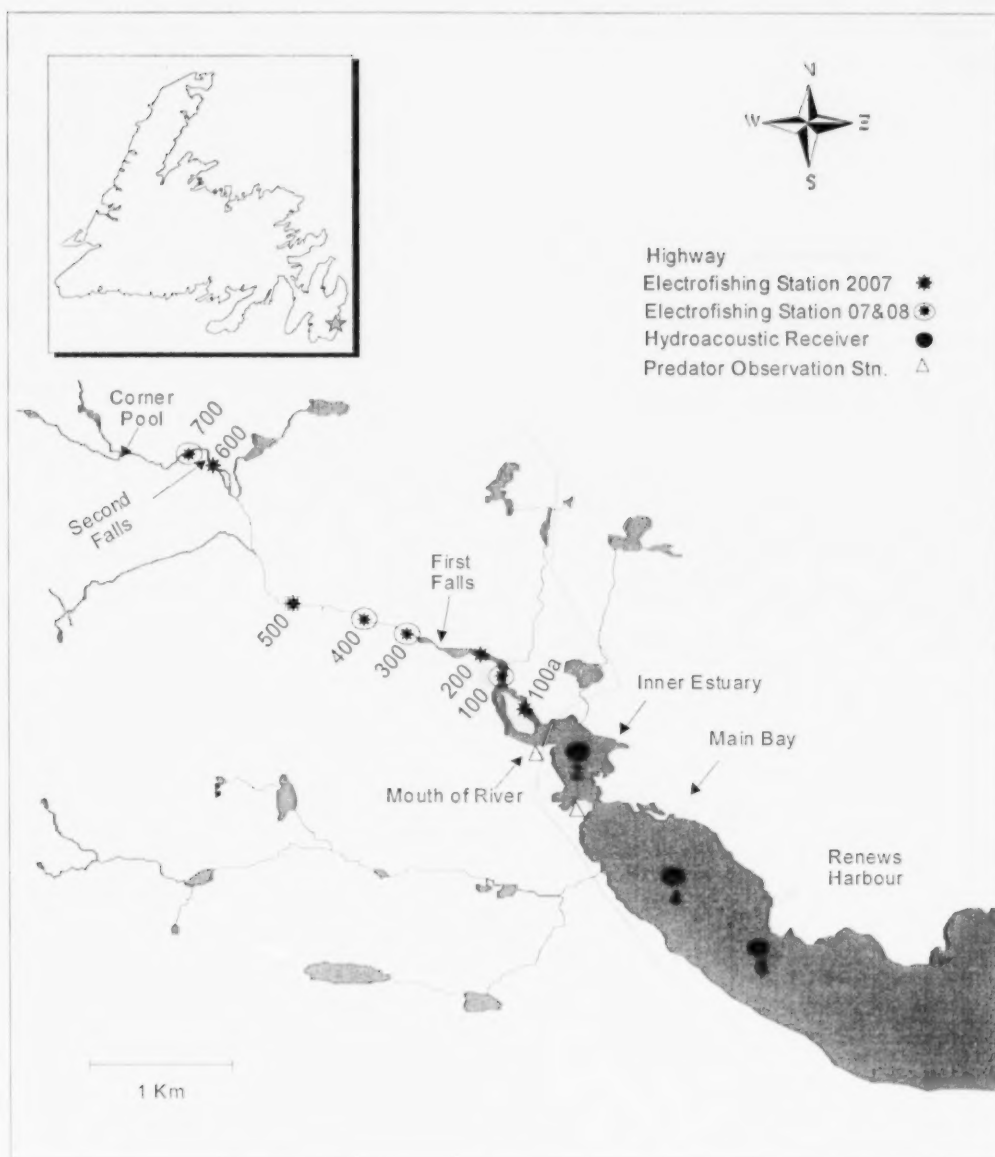 N
W E
S
Highway
Electrofishing Station 2007
Electrofishing Station 07&08
Hydroacoustic Receiver
Predator Observation Stn.
Corner
Pool
700
600
Second
Falls
First
Falls
500
400
300
200
100
100a
Inner Estuary
Main Bay
Mouth of River
Renews
Harbour
1 Km